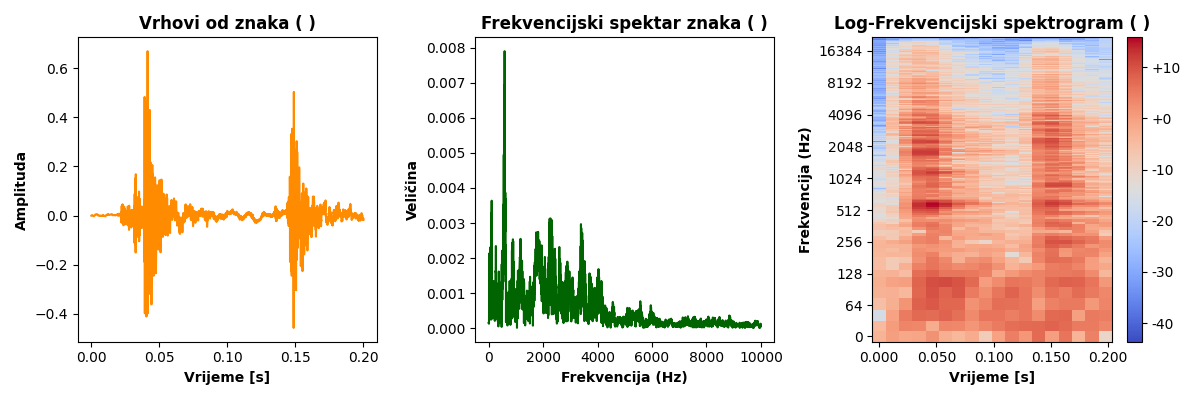 Vrhovi od znaka ( )
Amplituda
0.6
0.4
0.2
0.0
−0.2
−0.4
0.00 0.05 0.10 0.15 0.20
Vrijeme [s]
Frekvencijski spektar znaka ( )
Veličina
0.008
0.007
0.006
0.005
0.004
0.003
0.002
0.001
0.000
0 2000 4000 6000 8000 10000
Frekvencija (Hz)
Log-Frekvencijski spektrogram ( )
Frekvencija (Hz)
16384
8192
4096
2048
1024
512
256
128
64
0
0.000 0.050 0.100 0.150 0.200
Vrijeme [s]
+10
+0
-10
-20
-30
-40